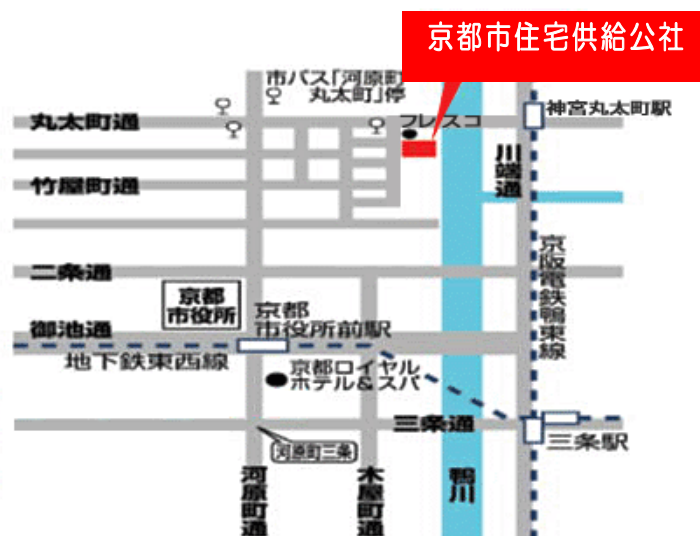 京都市住宅供給公社
市バス「河原町
丸太町」停
丸太町通
フレスコ
神宮丸太町駅
川端通
竹屋町通
京阪電鉄鴨東線
二条通
京都
市役所
京都
市役所前駅
御池通
地下鉄東西線
京都ロイヤル
ホテル&スパ
三条通
三条駅
河原町三条
河原町通
木屋町通
鴨川